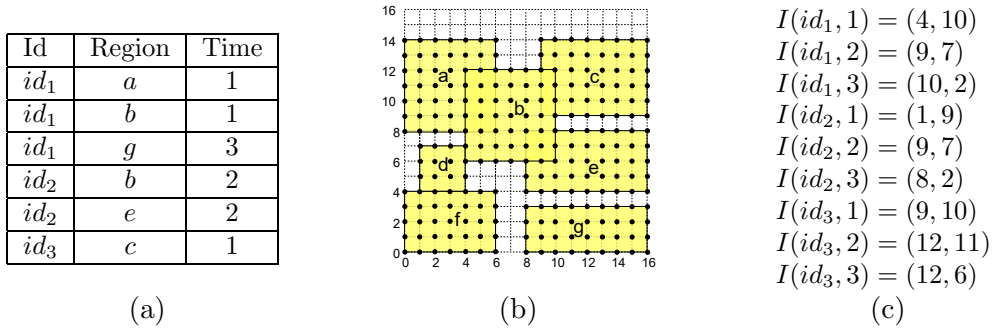 Id Region Time
id₁ a 1
id₁ b 1
id₁ g 3
id₂ b 2
id₂ e 2
id₃ c 1
(a)
16
14
12
10
8
6
4
2
0
0 2 4 6 8 10 12 14 16
a
c
b
d
e
f
g
(b)
I(id₁, 1) = (4, 10)
I(id₁, 2) = (9, 7)
I(id₁, 3) = (10, 2)
I(id₂, 1) = (1, 9)
I(id₂, 2) = (9, 7)
I(id₂, 3) = (8, 2)
I(id₃, 1) = (9, 10)
I(id₃, 2) = (12, 11)
I(id₃, 3) = (12, 6)
(c)